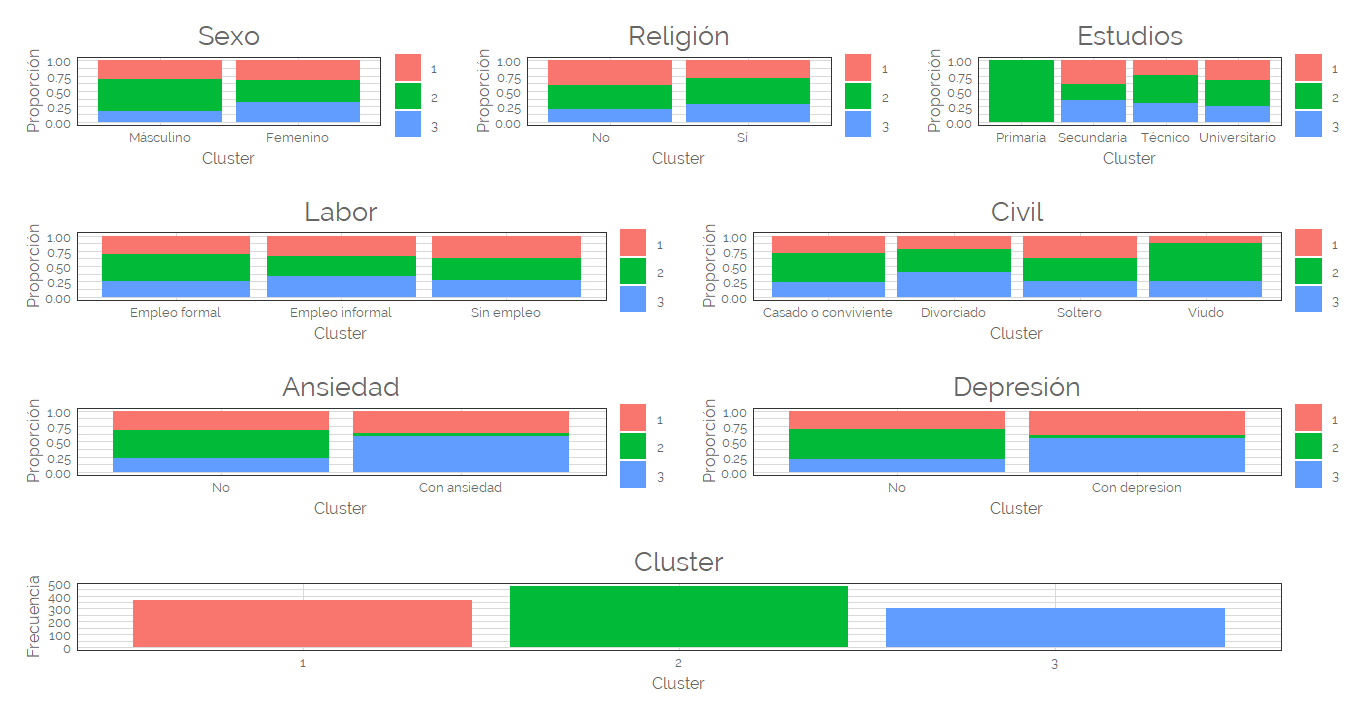 Sexo
Proporción
1.00
0.75
0.50
0.25
0.00
Másculino Femenino
Cluster
1
2
3
Religión
Proporción
1.00
0.75
0.50
0.25
0.00
No Sí
Cluster
1
2
3
Estudios
Proporción
1.00
0.75
0.50
0.25
0.00
Primaria Secundaria Técnico Universitario
Cluster
1
2
3
Labor
Proporción
1.00
0.75
0.50
0.25
0.00
Empleo formal Empleo informal Sin empleo
Cluster
1
2
3
Civil
Proporción
1.00
0.75
0.50
0.25
0.00
Casado o conviviente Divorciado Soltero Viudo
Cluster
1
2
3
Ansiedad
Proporción
1.00
0.75
0.50
0.25
0.00
No Con ansiedad
Cluster
1
2
3
Depresión
Proporción
1.00
0.75
0.50
0.25
0.00
No Con depresion
Cluster
1
2
3
Cluster
Frecuencia
500
400
300
200
100
0
1 2 3
Cluster